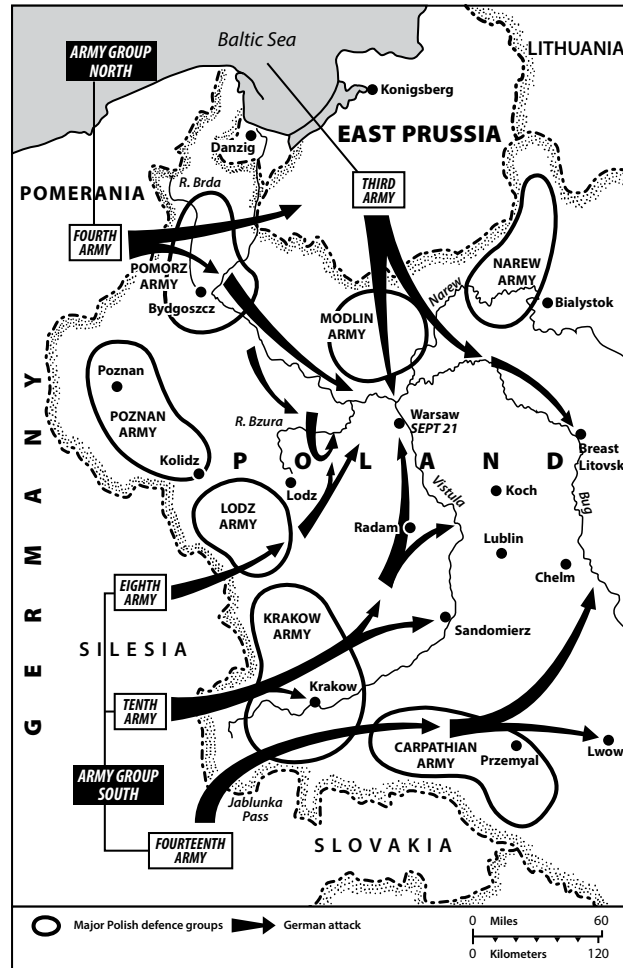 ARMY GROUP
NORTH
Baltic Sea
LITHUANIA
Konigsberg
EAST PRUSSIA
Danzig
R. Brda
POMERANIA
THIRD
ARMY
FOURTH
ARMY
POMORZ
ARMY
NAREW
ARMY
Narew
Bydgoszcz
Bialystok
MODLIN
ARMY
Poznan
POZNAN
ARMY
R. Bzura
Warsaw
SEPT 21
Breast
Litovsk
GERMANY
Kolidz
POLAND
Lodz
Koch
Vistula
Bug
LODZ
ARMY
Radam
Lublin
Chelm
EIGHTH
ARMY
KRAKOW
ARMY
Sandomierz
SILESIA
TENTH
ARMY
Krakow
CARPATHIAN
ARMY
Przemyal
Lwow
ARMY GROUP
SOUTH
Jablunka
Pass
FOURTEENTH
ARMY
SLOVAKIA
Major Polish defence groups
German attack
0 Miles 60
0 Kilometers 120